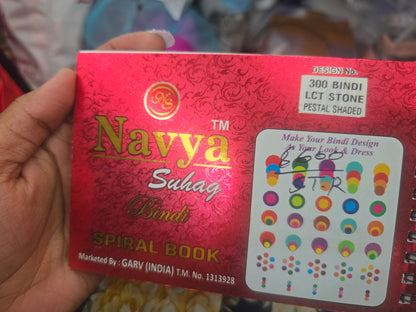 DESIGN No.
300 BINDI
LCT STONE
PESTAL SHADED
Navya TM
Suhag
Bindi
SPIRAL BOOK
Marketed By : GARV (INDIA) T.M. No. 1313928
Make Your Bindi Design
As Your Look & Dress